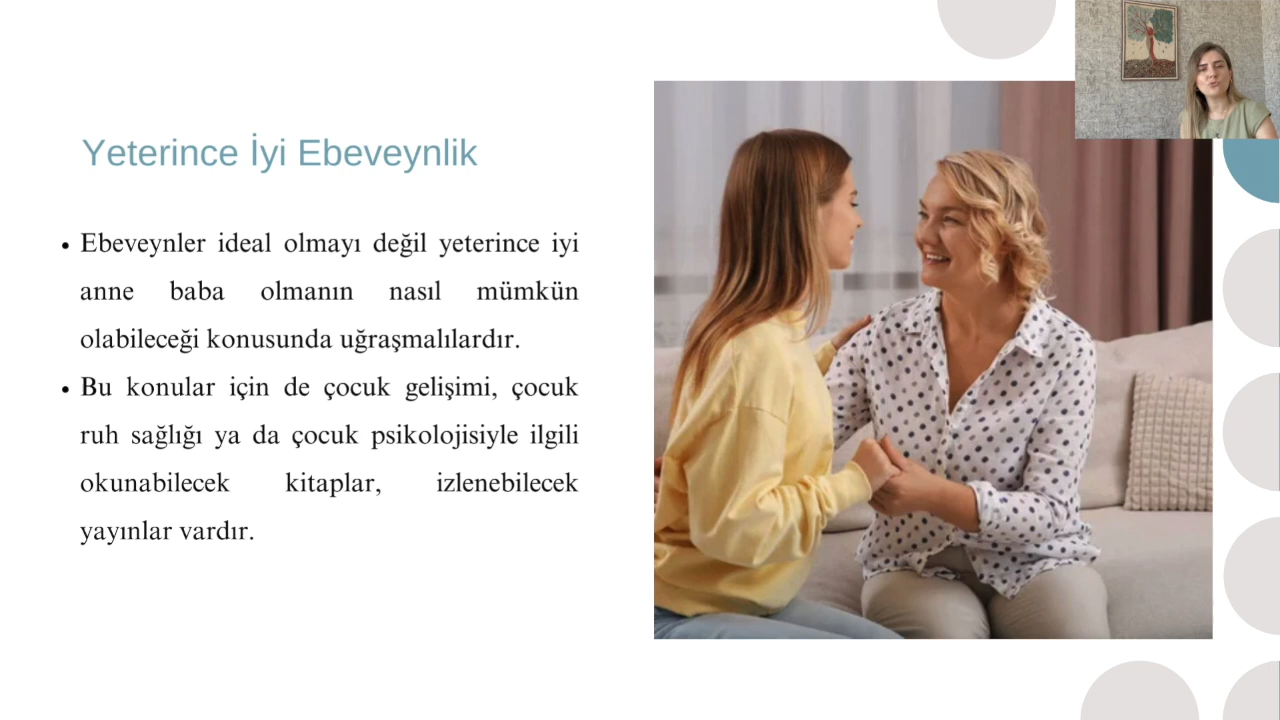 Yeterince İyi Ebeveynlik
• Ebeveynler ideal olmayı değil yeterince iyi
anne baba olmanın nasıl mümkün
olabileceği konusunda uğraşmalılardır.
• Bu konular için de çocuk gelişimi, çocuk
ruh sağlığı ya da çocuk psikolojisiyle ilgili
okunabilecek kitaplar, izlenebilecek
yayınlar vardır.